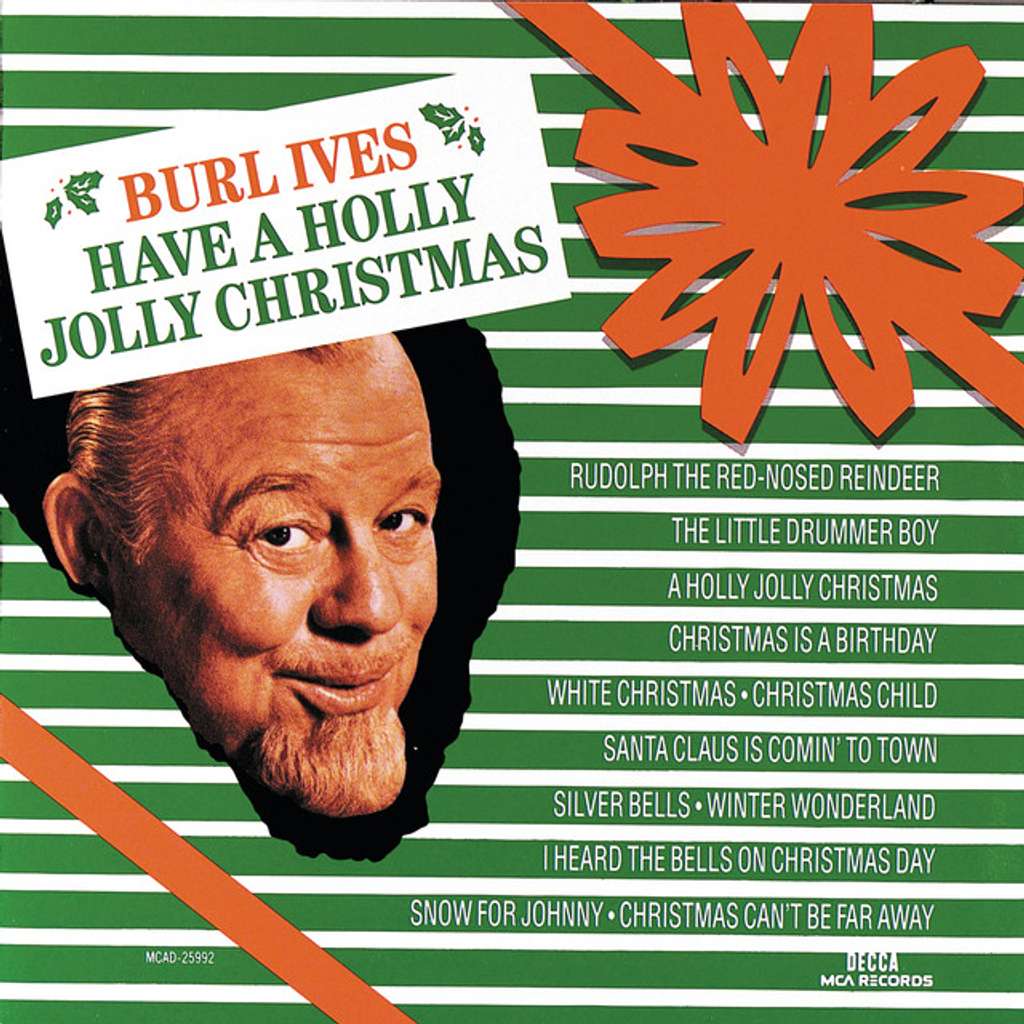 BURL IVES
HAVE A HOLLY
JOLLY CHRISTMAS
RUDOLPH THE RED-NOSED REINDEER
THE LITTLE DRUMMER BOY
A HOLLY JOLLY CHRISTMAS
CHRISTMAS IS A BIRTHDAY
WHITE CHRISTMAS • CHRISTMAS CHILD
SANTA CLAUS IS COMIN' TO TOWN
SILVER BELLS • WINTER WONDERLAND
I HEARD THE BELLS ON CHRISTMAS DAY
SNOW FOR JOHNNY • CHRISTMAS CAN'T BE FAR AWAY
MCAD-25992
DECCA
MCA RECORDS